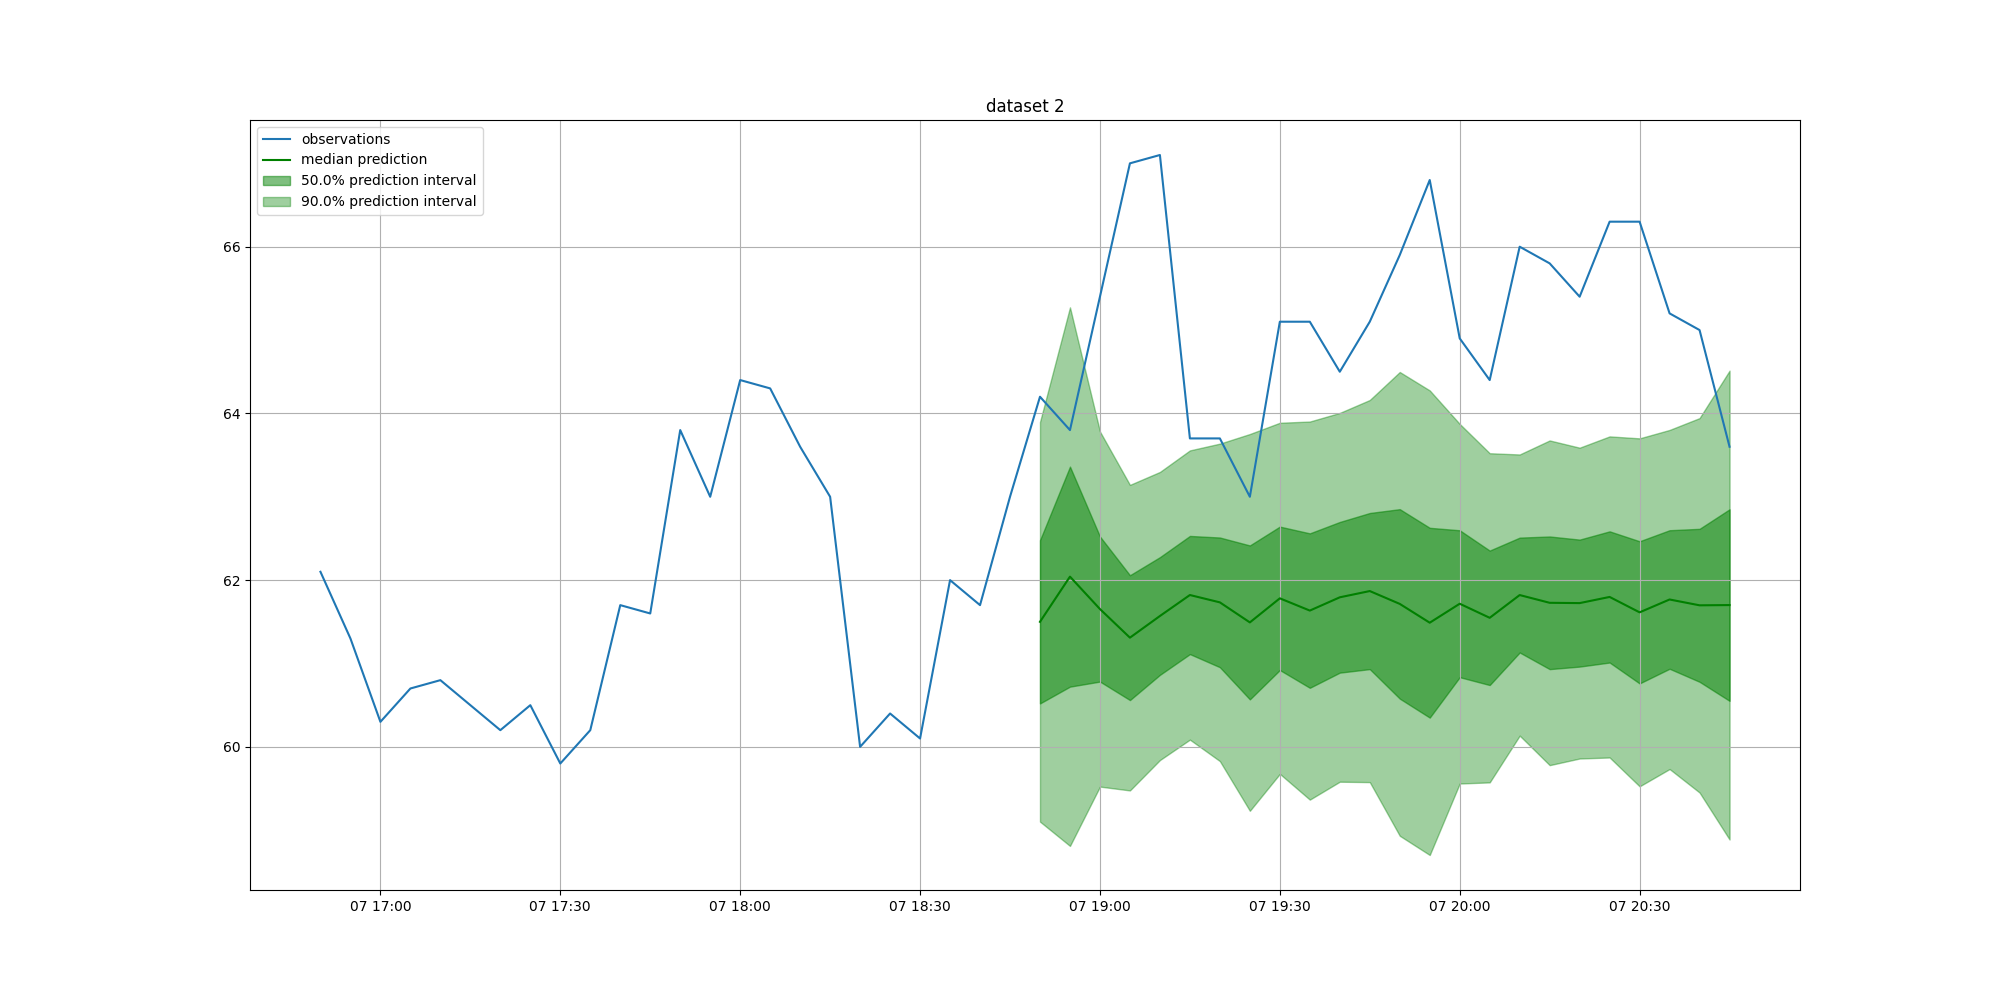 dataset 2
observations
median prediction
50.0% prediction interval
90.0% prediction interval
66
64
62
60
07 17:00
07 17:30
07 18:00
07 18:30
07 19:00
07 19:30
07 20:00
07 20:30